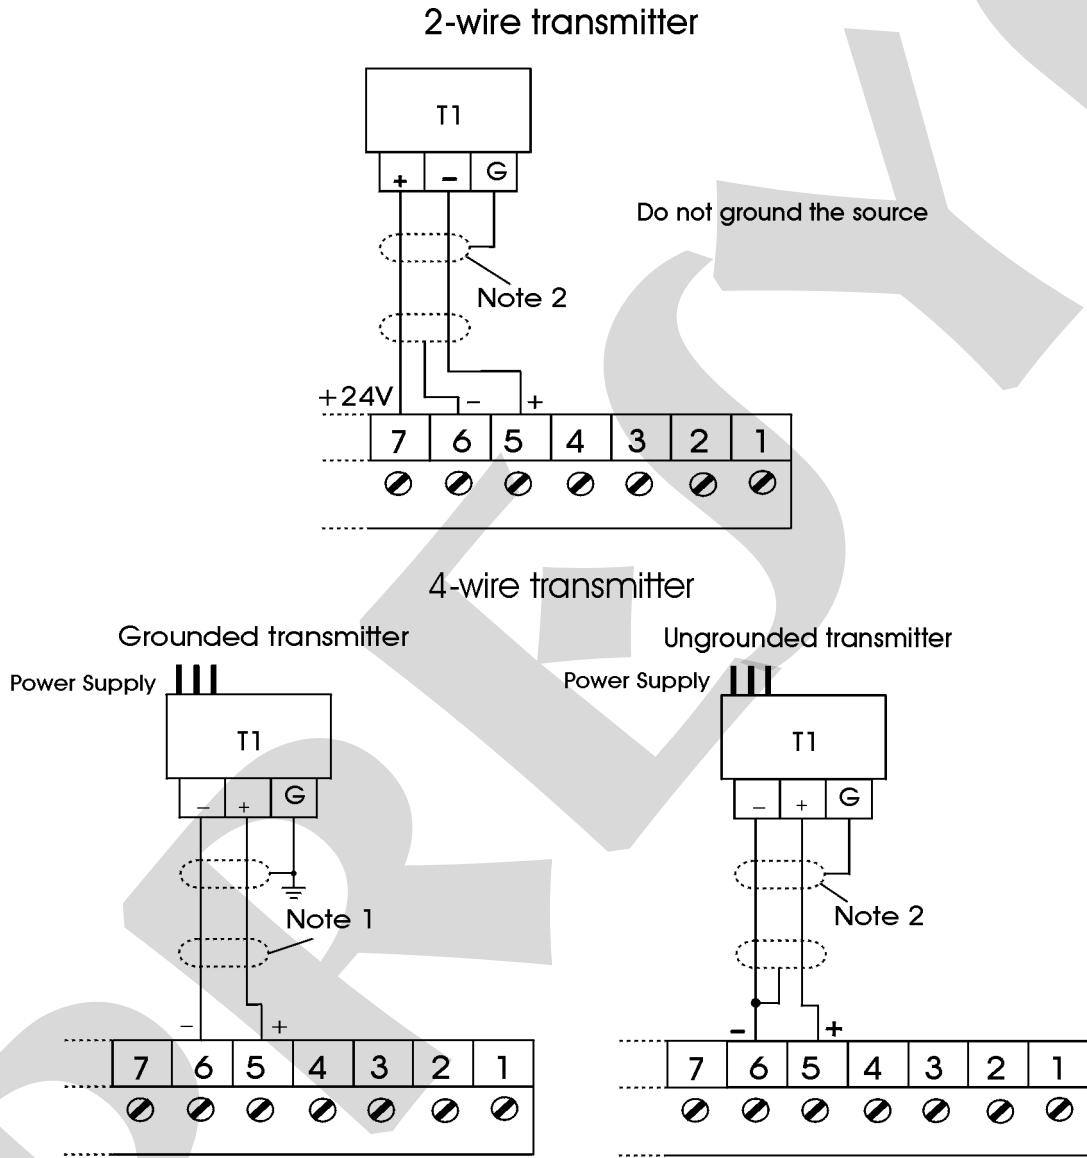 2-wire transmitter
T1
+ − G
Do not ground the source
Note 2
+24V − +
7 6 5 4 3 2 1
4-wire transmitter
Grounded transmitter
Power Supply
T1
− + G
Note 1
− +
7 6 5 4 3 2 1
Ungrounded transmitter
Power Supply
T1
− + G
Note 2
- +
7 6 5 4 3 2 1